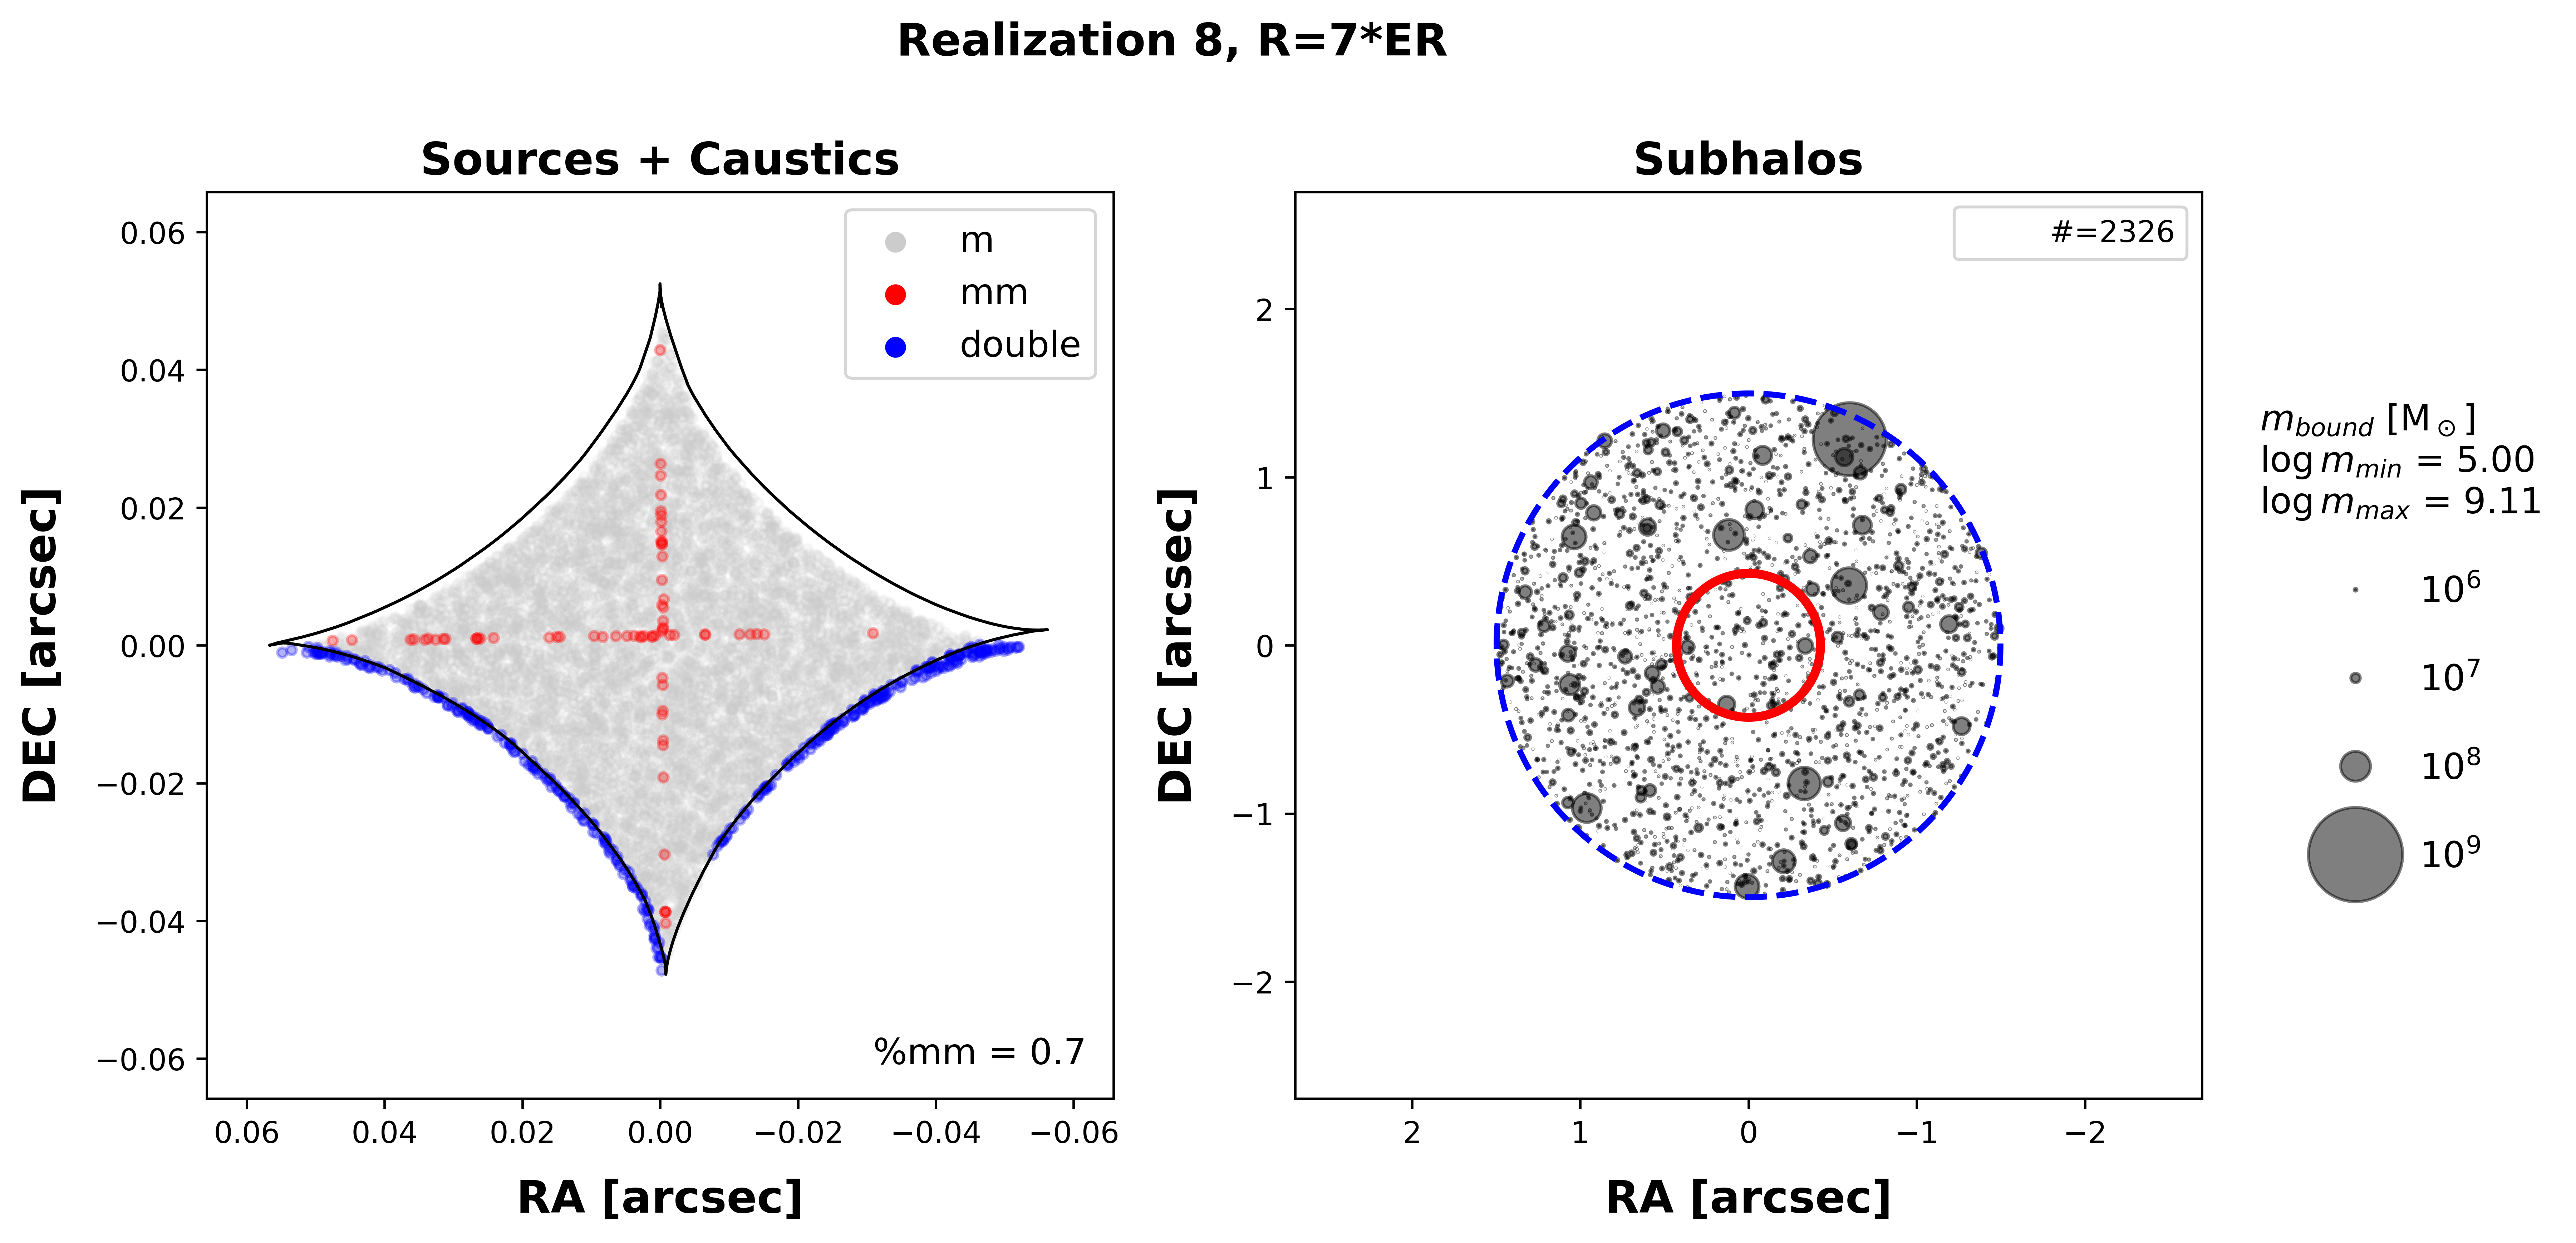 Realization 8, R=7*ER
Sources + Caustics
m
mm
double
0.06
0.04
0.02
0.00
−0.02
−0.04
−0.06
%mm = 0.7
0.06
0.04
0.02
0.00
−0.02
−0.04
−0.06
DEC [arcsec]
RA [arcsec]
Subhalos
#=2326
2
1
0
−1
−2
2
1
0
−1
−2
DEC [arcsec]
RA [arcsec]
m_bound [M_⊙]
log m_min = 5.00
log m_max = 9.11
10^6
10^7
10^8
10^9